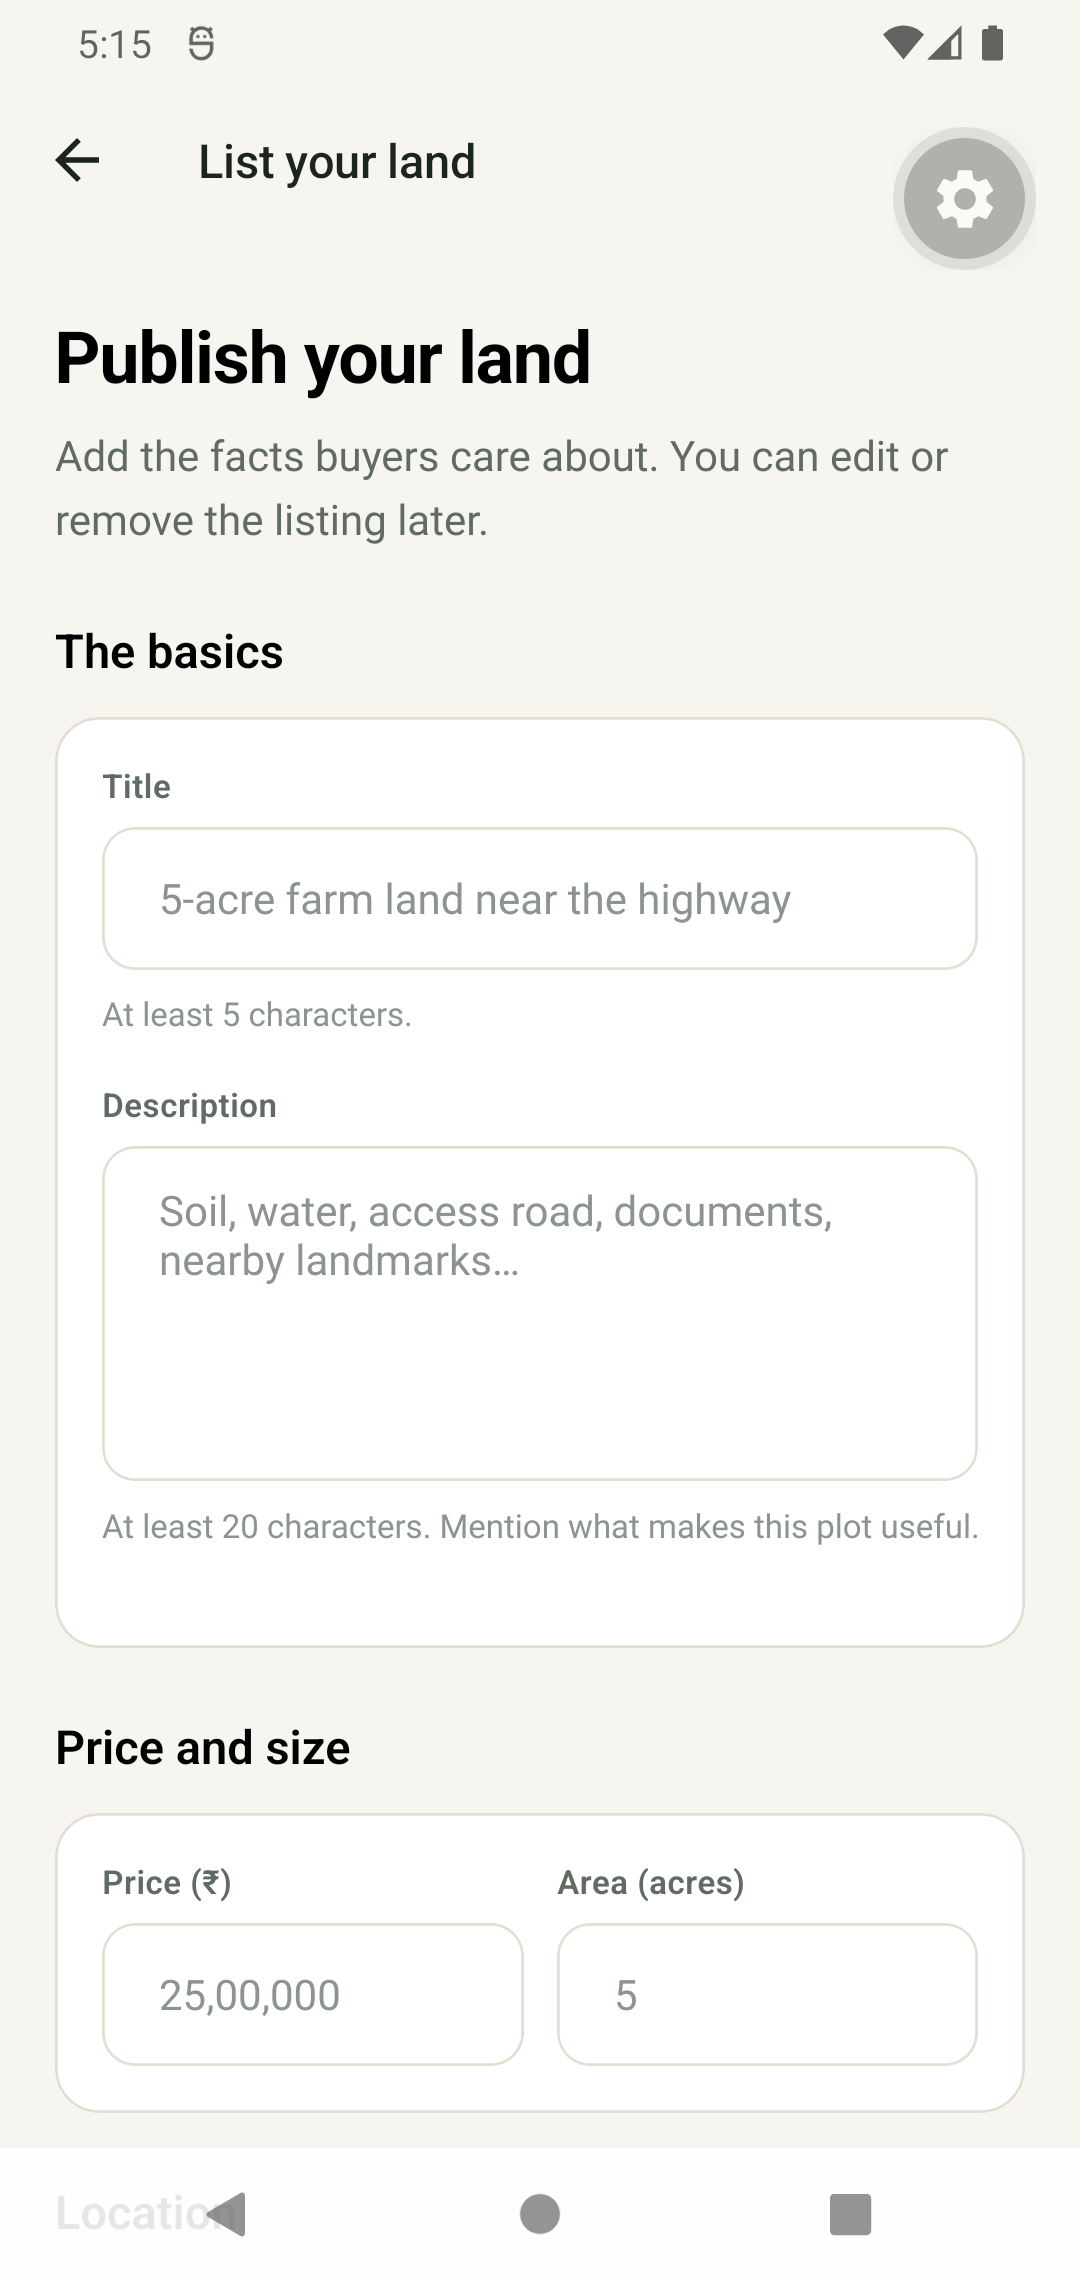 5:15
List your land
Publish your land
Add the facts buyers care about. You can edit or
remove the listing later.
The basics
Title
5-acre farm land near the highway
At least 5 characters.
Description
Soil, water, access road, documents,
nearby landmarks…
At least 20 characters. Mention what makes this plot useful.
Price and size
Price (₹) Area (acres)
25,00,000 5
Location